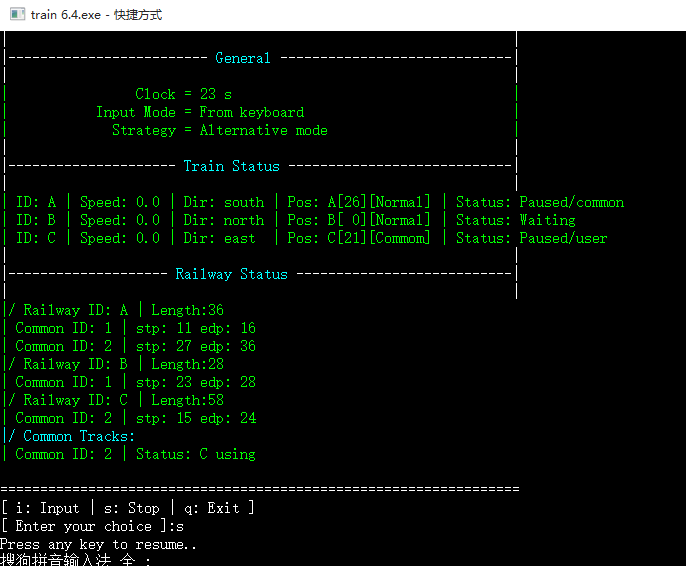 train 6.4.exe - 快捷方式
|------------------------- General -----------------------------|
Clock = 23 s
Input Mode = From keyboard
Strategy = Alternative mode
|--------------------- Train Status ----------------------------|
| ID: A | Speed: 0.0 | Dir: south | Pos: A[26][Normal] | Status: Paused/common
| ID: B | Speed: 0.0 | Dir: north | Pos: B[ 0][Normal] | Status: Waiting
| ID: C | Speed: 0.0 | Dir: east  | Pos: C[21][Commom] | Status: Paused/user
|-------------------- Railway Status ---------------------------|
|/ Railway ID: A | Length:36
| Common ID: 1 | stp: 11 edp: 16
| Common ID: 2 | stp: 27 edp: 36
|/ Railway ID: B | Length:28
| Common ID: 1 | stp: 23 edp: 28
|/ Railway ID: C | Length:58
| Common ID: 2 | stp: 15 edp: 24
|/ Common Tracks:
| Common ID: 2 | Status: C using
=================================================================
[ i: Input | s: Stop | q: Exit ]
[ Enter your choice ]:s
Press any key to resume..
搜狗拼音输入法 全 :